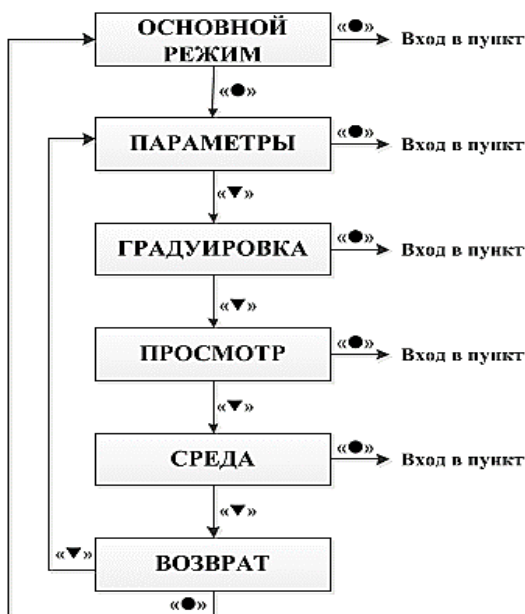 ОСНОВНОЙ
РЕЖИМ
«●»
Вход в пункт
«●»
ПАРАМЕТРЫ
«●»
Вход в пункт
«▼»
ГРАДУИРОВКА
«●»
Вход в пункт
«▼»
ПРОСМОТР
«●»
Вход в пункт
«▼»
СРЕДА
«●»
Вход в пункт
«▼»
«▼»
ВОЗВРАТ
«●»